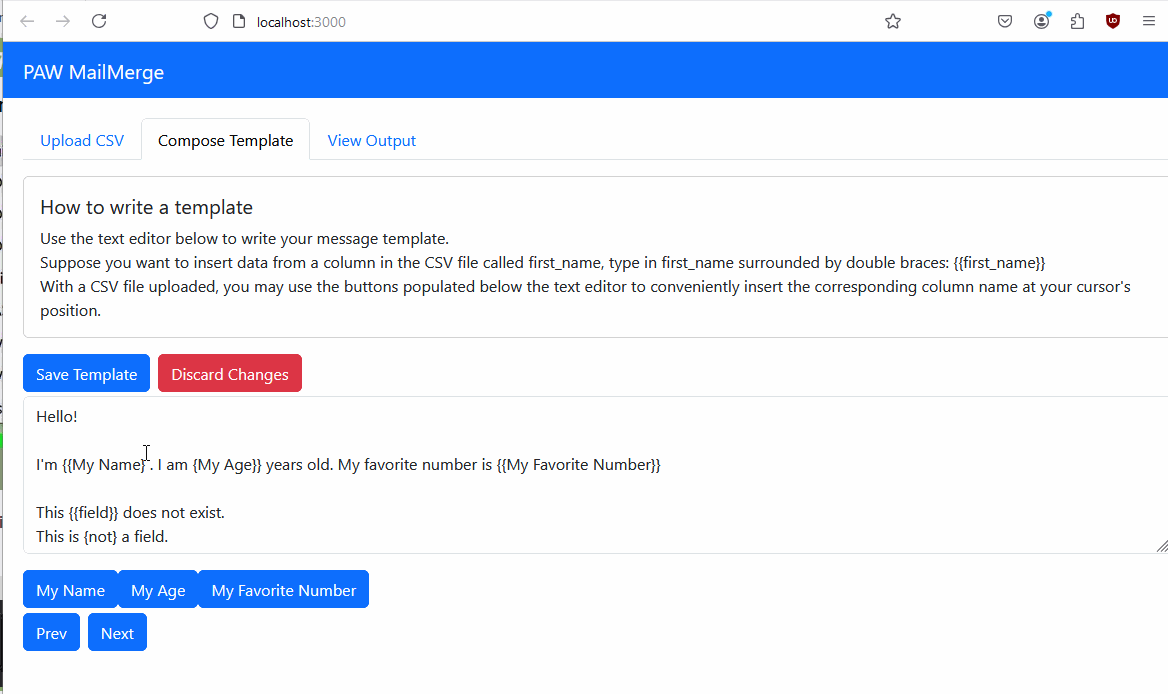 localhost:3000
PAW MailMerge
Upload CSV Compose Template View Output
How to write a template
Use the text editor below to write your message template.
Suppose you want to insert data from a column in the CSV file called first_name, type in first_name surrounded by double braces: {{first_name}}
With a CSV file uploaded, you may use the buttons populated below the text editor to conveniently insert the corresponding column name at your cursor's
position.
Save Template Discard Changes
Hello!
I'm {{My Name} . I am {My Age}} years old. My favorite number is {{My Favorite Number}}
This {{field}} does not exist.
This is {not} a field.
My Name My Age My Favorite Number
Prev Next